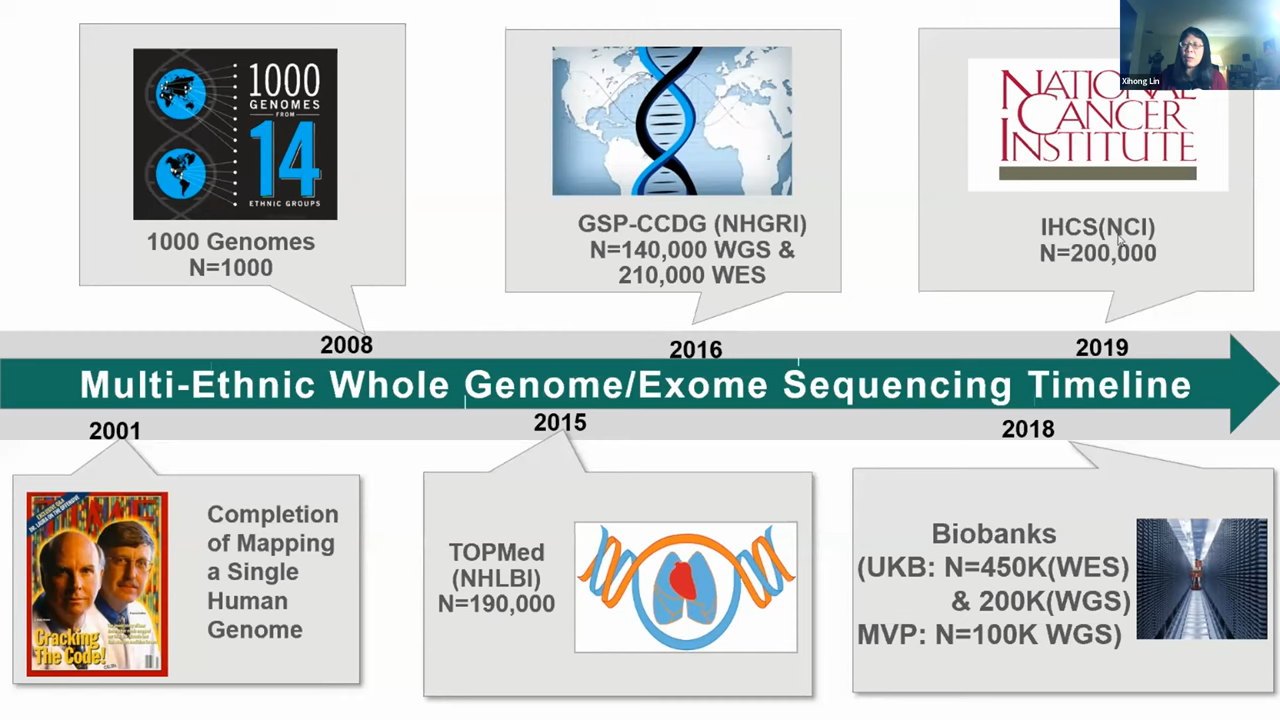 1000
GENOMES
FROM
14
ETHNIC GROUPS
1000 Genomes
N=1000
GSP-CCDG (NHGRI)
N=140,000 WGS &
210,000 WES
Xihong Lin
NATIONAL
CANCER
INSTITUTE
IHCS(NCI)
N=200,000
2008
2016
2019
Multi-Ethnic Whole Genome/Exome Sequencing Timeline
2001
2015
2018
Cracking
The Code!
Completion
of Mapping
a Single
Human
Genome
TOPMed
(NHLBI)
N=190,000
Biobanks
(UKB: N=450K(WES)
& 200K(WGS)
MVP: N=100K WGS)